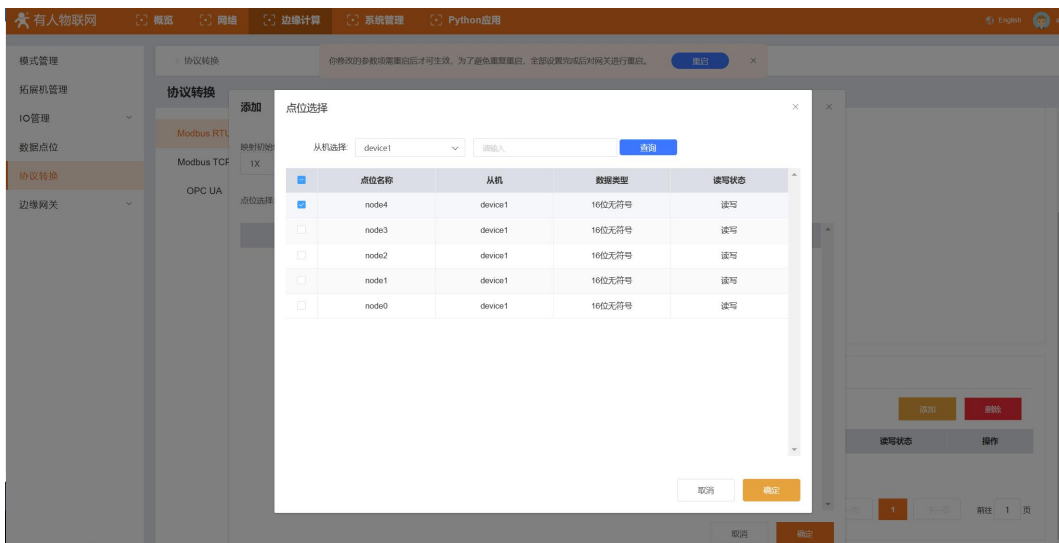 有人物联网 概览 网络 边缘计算 系统管理 Python应用 English
模式管理
拓展机管理
IO管理
数据点位
协议转换
边缘网关
协议转换
你修改的参数项需重启后才可生效，为了避免重复重启，全部设置完成后对网关进行重启。 重启 ×
协议转换
Modbus RTU
Modbus TCP
OPC UA
添加 ×
映射初始
1X
点位选择
点位选择 ×
从机选择: device1 请输入 查询
点位名称 从机 数据类型 读写状态
node4 device1 16位无符号 读写
node3 device1 16位无符号 读写
node2 device1 16位无符号 读写
node1 device1 16位无符号 读写
node0 device1 16位无符号 读写
取消 确定
取消 确定
添加 删除
读写状态 操作
1 前往 1 页